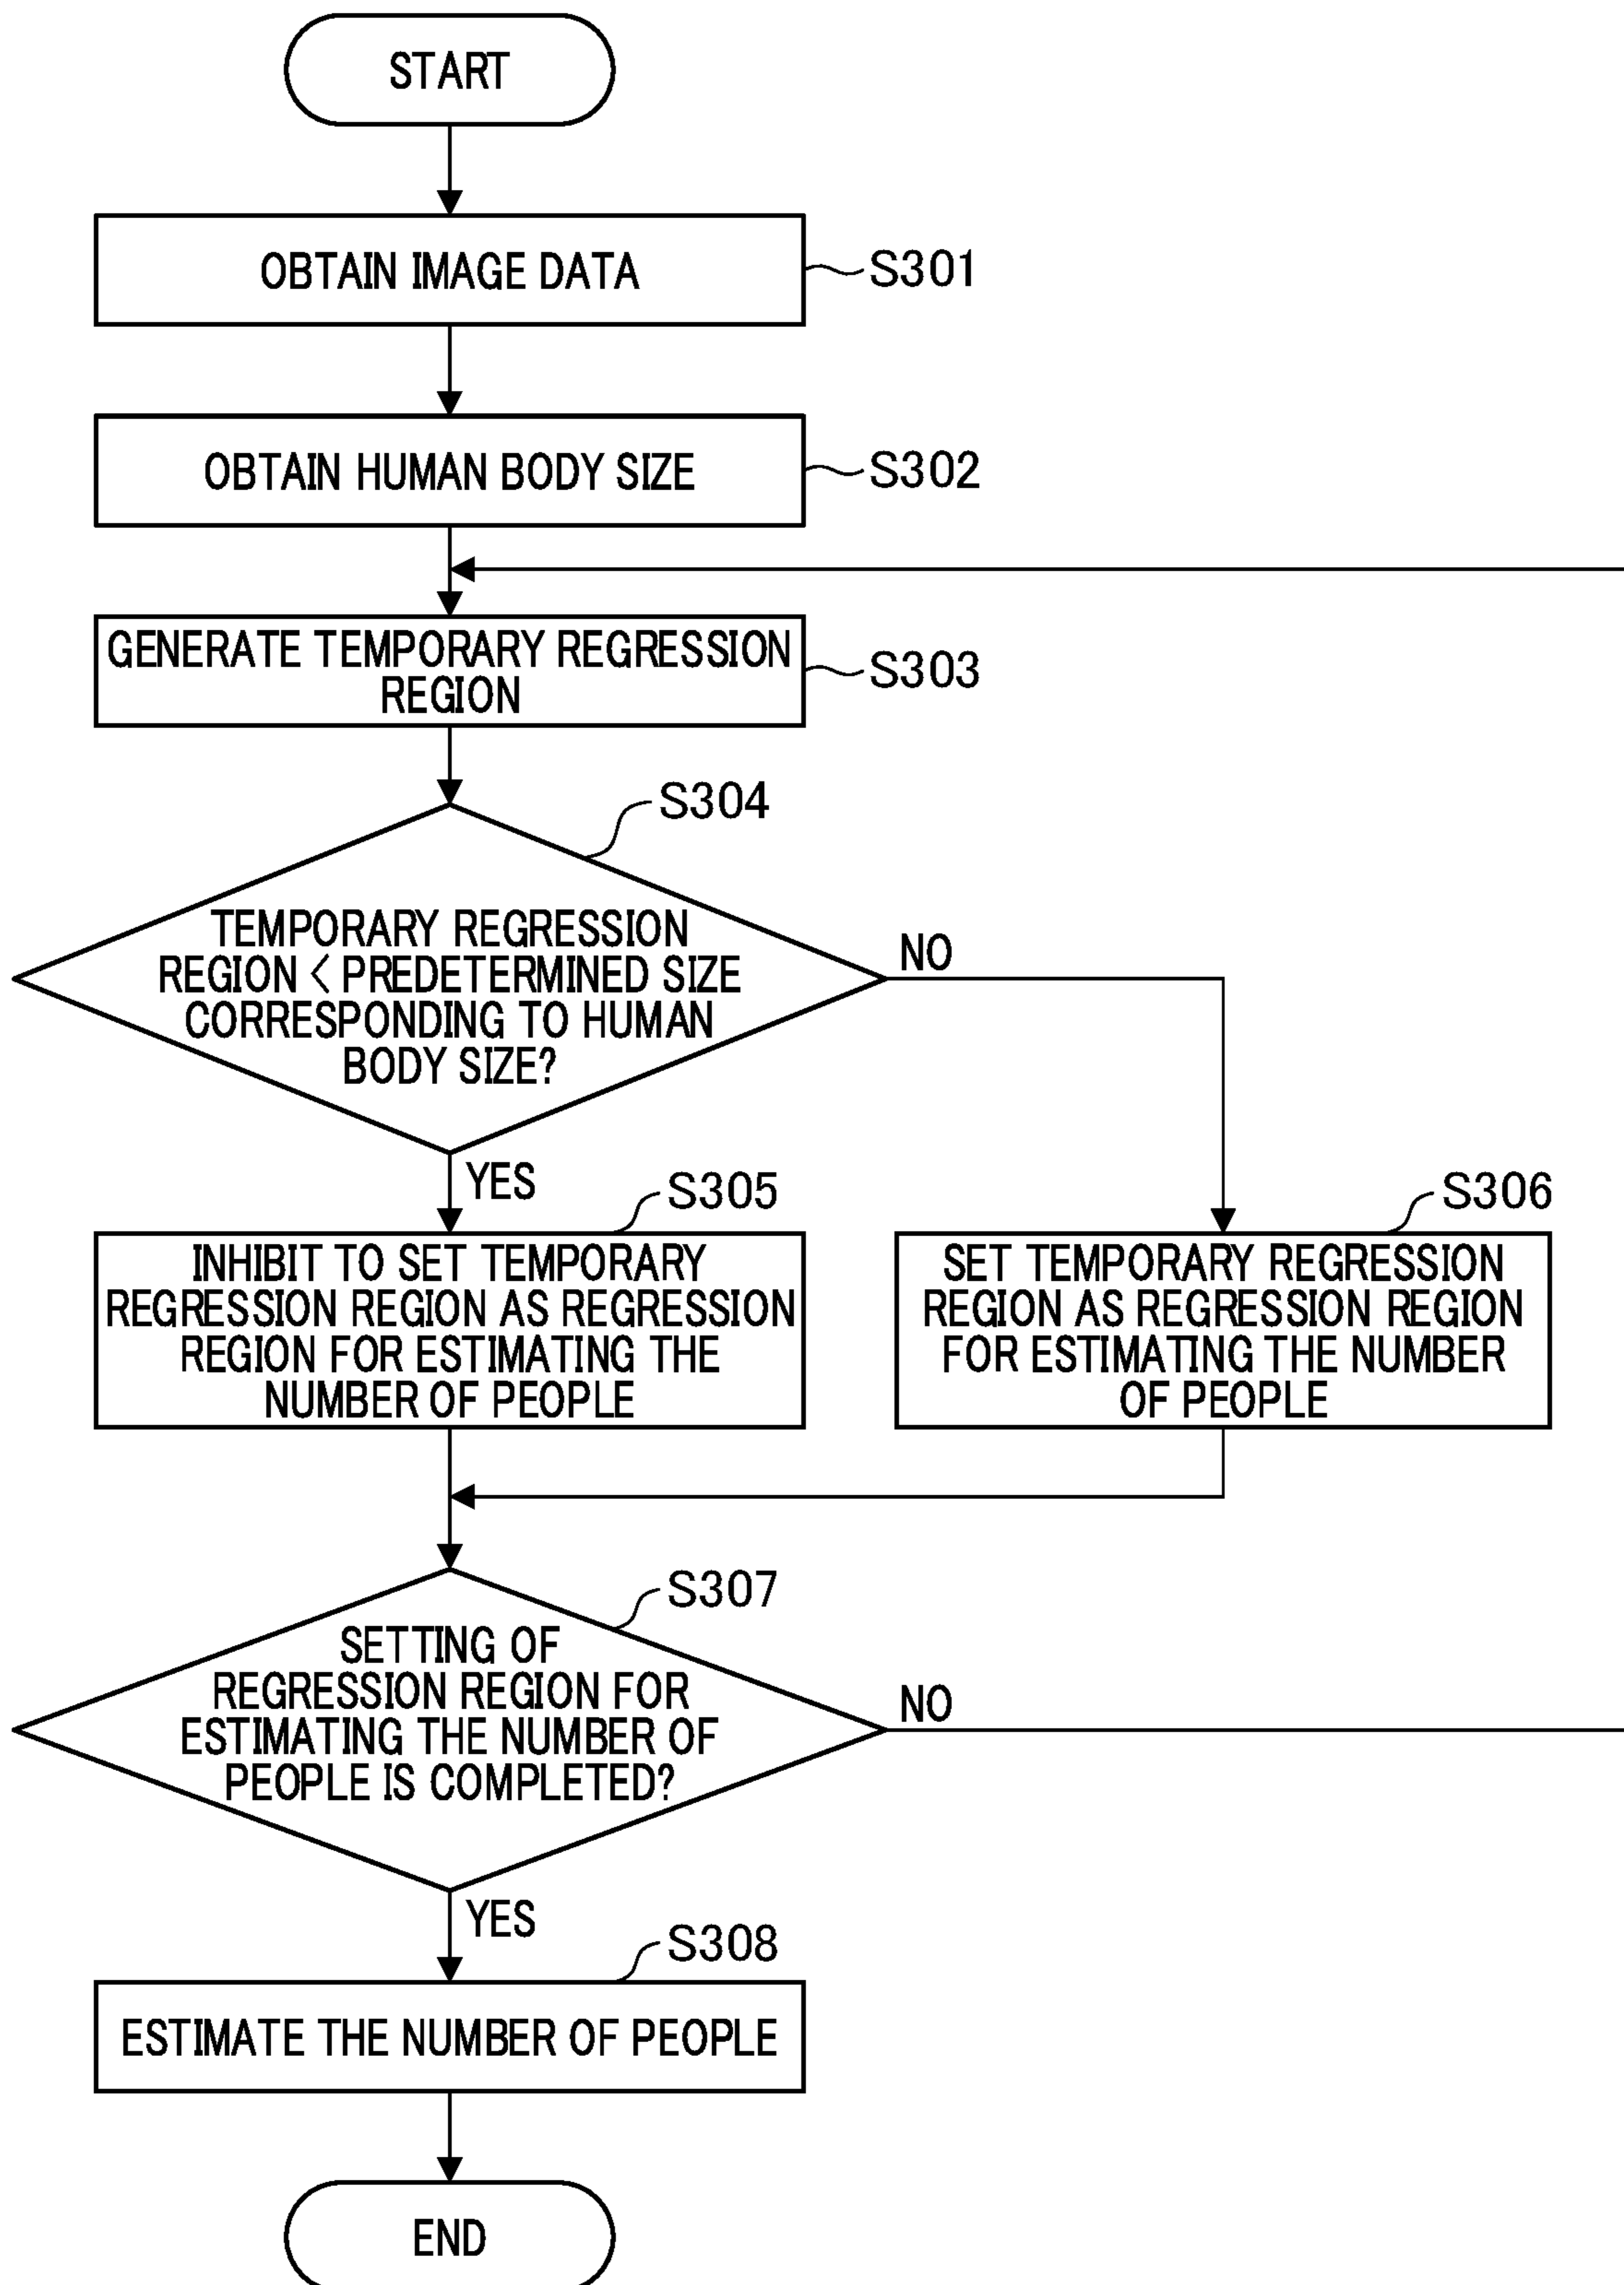 START
OBTAIN IMAGE DATA
S301
OBTAIN HUMAN BODY SIZE
S302
GENERATE TEMPORARY REGRESSION
REGION
S303
S304
TEMPORARY REGRESSION
REGION < PREDETERMINED SIZE
CORRESPONDING TO HUMAN
BODY SIZE?
NO
YES
S305
INHIBIT TO SET TEMPORARY
REGRESSION REGION AS REGRESSION
REGION FOR ESTIMATING THE
NUMBER OF PEOPLE
S306
SET TEMPORARY REGRESSION
REGION AS REGRESSION REGION
FOR ESTIMATING THE NUMBER
OF PEOPLE
S307
SETTING OF
REGRESSION REGION FOR
ESTIMATING THE NUMBER OF
PEOPLE IS COMPLETED?
NO
YES
S308
ESTIMATE THE NUMBER OF PEOPLE
END